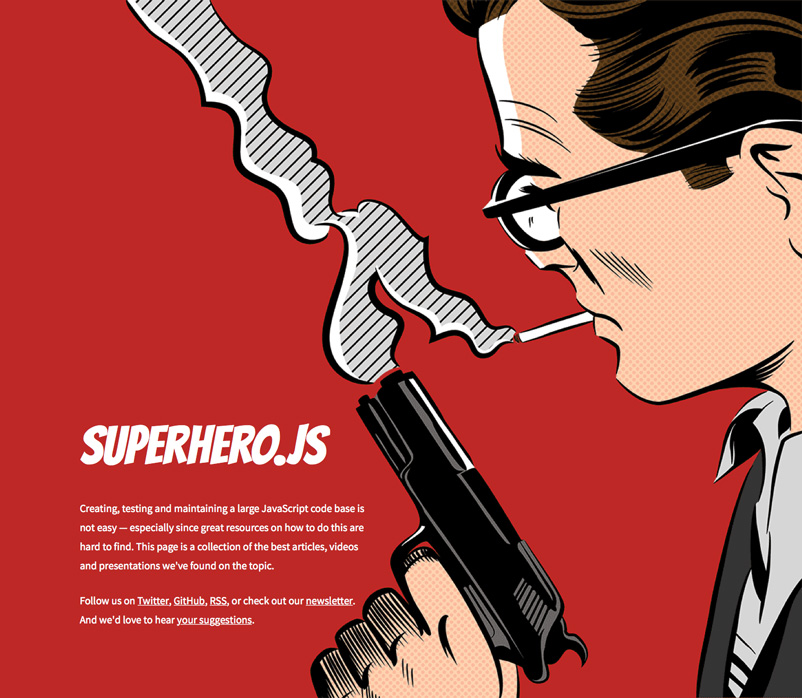 SUPERHERO.JS
Creating, testing and maintaining a large JavaScript code base is
not easy — especially since great resources on how to do this are
hard to find. This page is a collection of the best articles, videos
and presentations we've found on the topic.
Follow us on Twitter, GitHub, RSS, or check out our newsletter.
And we'd love to hear your suggestions.